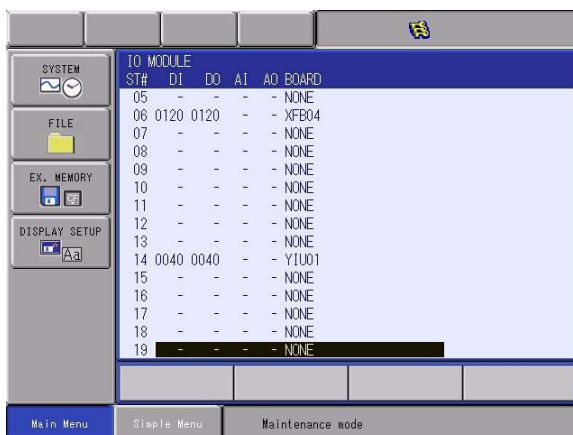 IO MODULE
ST# DI DO AI AO BOARD
05 - - - - NONE
06 0120 0120 - - XFB04
07 - - - - NONE
08 - - - - NONE
09 - - - - NONE
10 - - - - NONE
11 - - - - NONE
12 - - - - NONE
13 - - - - NONE
14 0040 0040 - - YIU01
15 - - - - NONE
16 - - - - NONE
17 - - - - NONE
18 - - - - NONE
19 - - - - NONE
SYSTEM
FILE
EX. MEMORY
CF
DISPLAY SETUP
Aa
Main Menu
Simple Menu
Maintenance mode